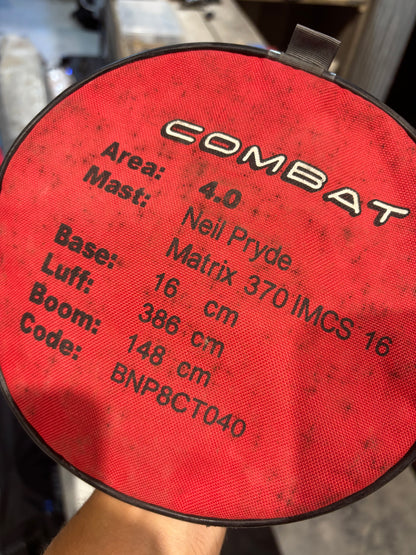 COMBAT
Area: 4.0
Mast: Neil Pryde
Matrix 370 IMCS 16
Base: 16 cm
Luff: 386 cm
Boom: 148 cm
Code: BNP8CT040